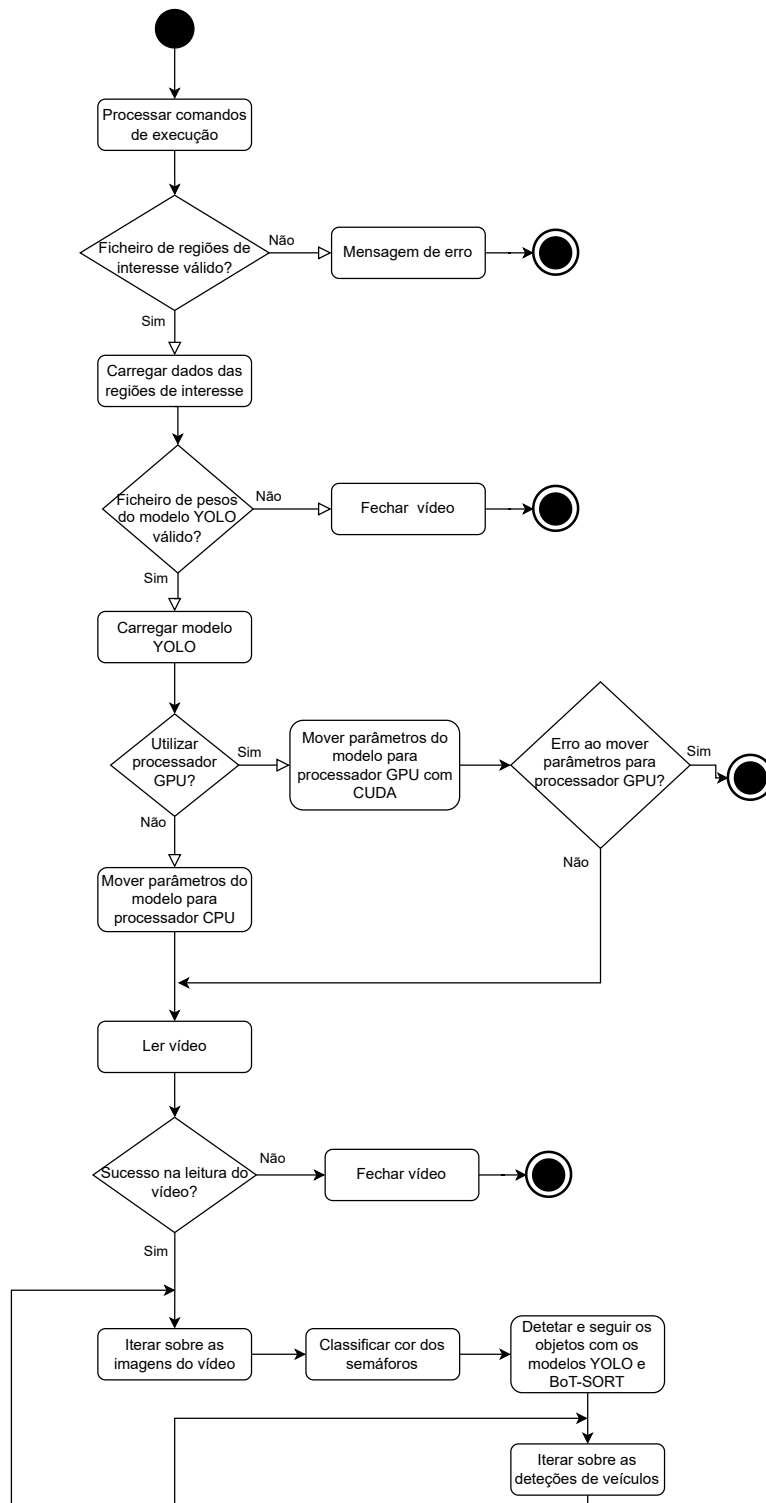 Processar comandos
de execução
Ficheiro de regiões de
interesse válido?
Não
Mensagem de erro
Sim
Carregar dados das
regiões de interesse
Ficheiro de pesos
do modelo YOLO
válido?
Não
Fechar vídeo
Sim
Carregar modelo
YOLO
Utilizar
processador
GPU?
Sim
Mover parâmetros do
modelo para
processador GPU com
CUDA
Erro ao mover
parâmetros para
processador GPU?
Sim
Não
Não
Mover parâmetros do
modelo para
processador CPU
Ler vídeo
Sucesso na leitura do
vídeo?
Não
Fechar vídeo
Sim
Iterar sobre as
imagens do vídeo
Classificar cor dos
semáforos
Detetar e seguir os
objetos com os
modelos YOLO e
BoT-SORT
Iterar sobre as
deteções de veículos